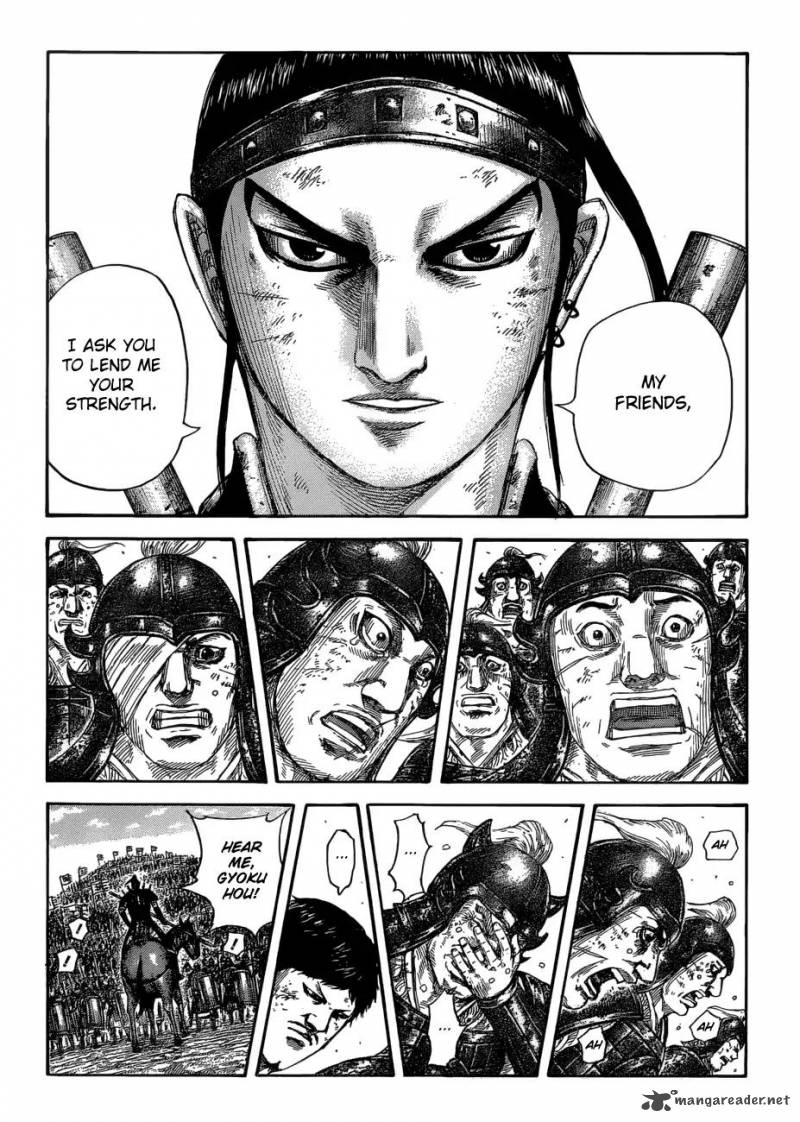 MY
FRIENDS,
I ASK YOU
TO LEND ME
YOUR
STRENGTH.
AH
AH
AH
...
...
HEAR
ME,
GYOKU
HOU!
!
!
!
mangareader.net